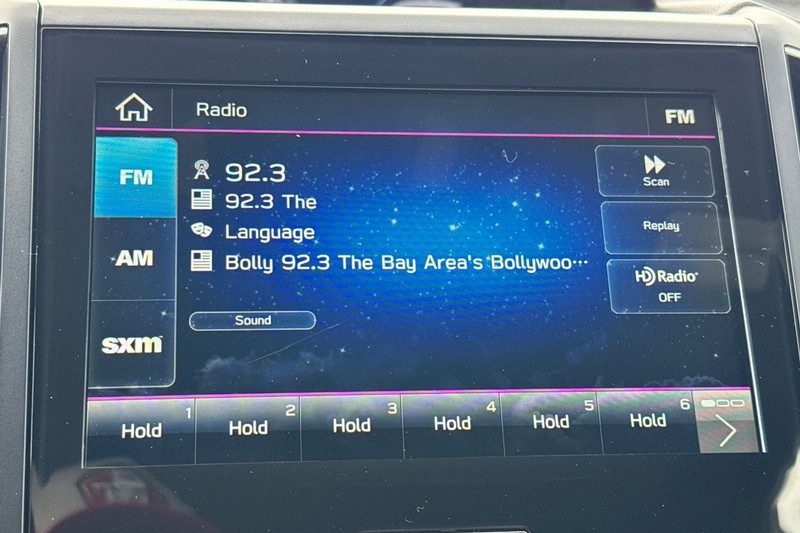 Radio
FM
FM
92.3
Scan
92.3 The
Replay
AM
Language
Bolly 92.3 The Bay Area's Bollywoo...
HD Radio
OFF
Sound
sxm
1
Hold
2
Hold
3
Hold
4
Hold
5
Hold
6
Hold